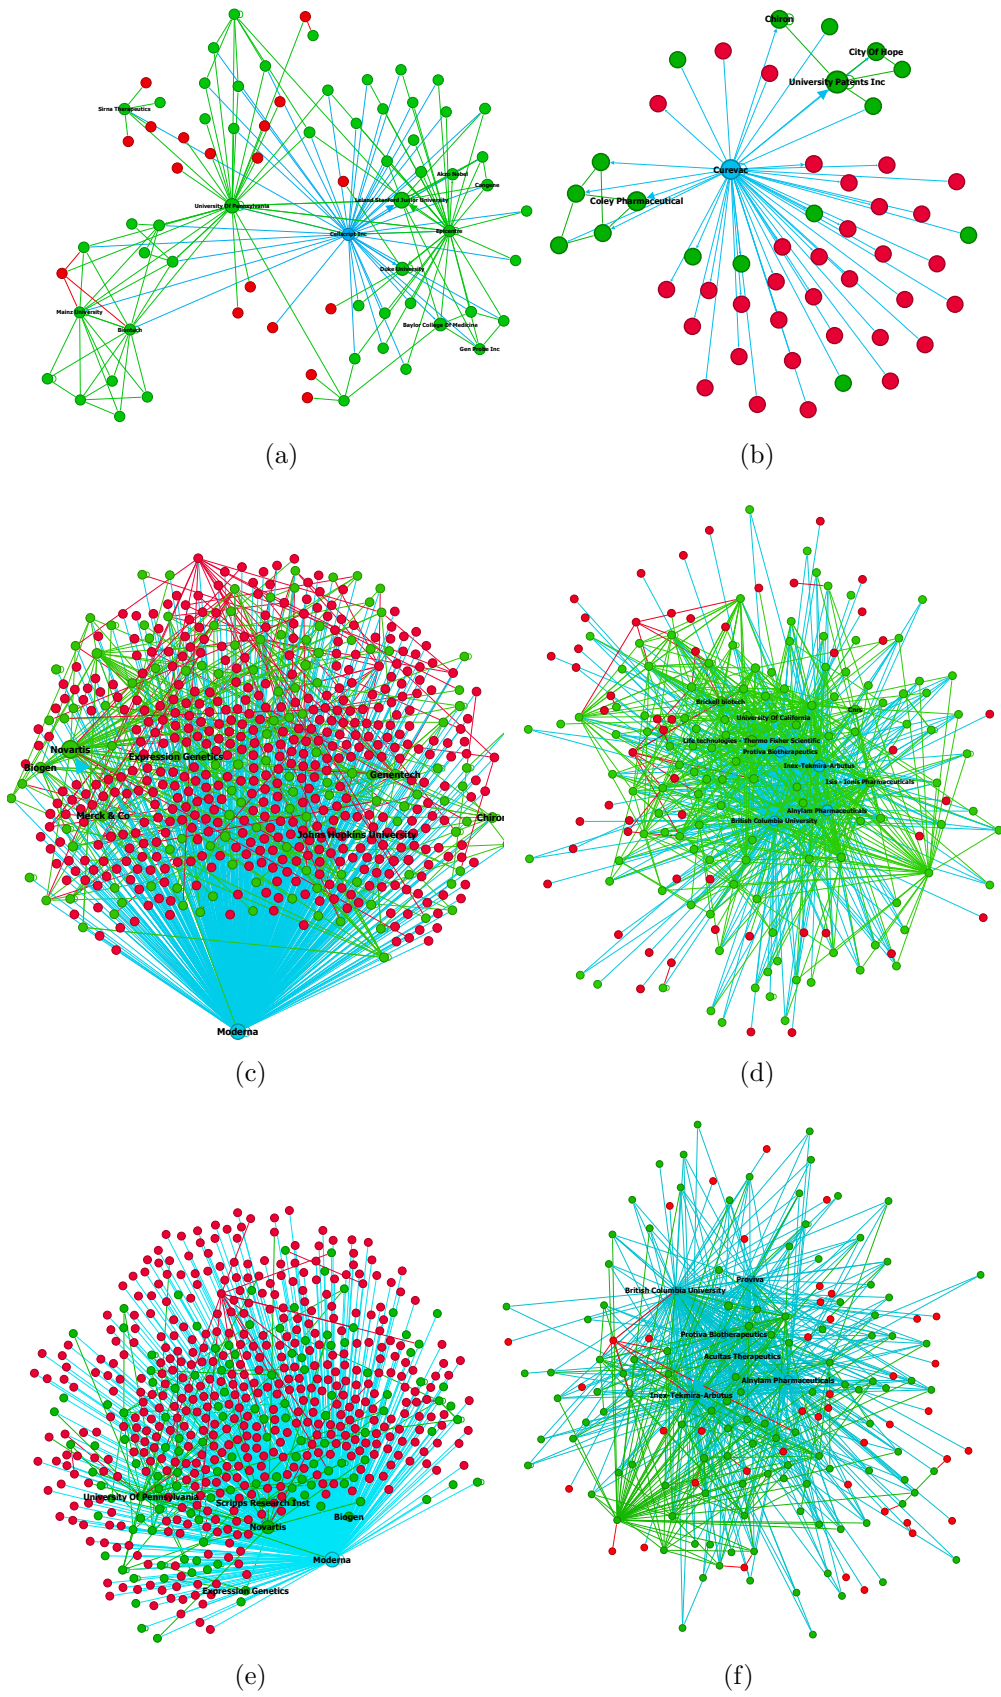 Sirna Therapeutics
Akzo Nobel
Cangene
Leland Stanford Junior University
University Of Pennsylvania
Cellscript Inc
Epicentre
Duke University
Mainz University
Biontech
Baylor College Of Medicine
Gen Probe Inc
(a)
Chiron
City Of Hope
University Patents Inc
Curevac
Coley Pharmaceutical
(b)
Novartis
Biogen
Expression Genetics
Genentech
Merck & Co
Chiron
Johns Hopkins University
Moderna
(c)
Brickell biotech
Cnrs
University Of California
Life technologies - Thermo Fisher Scientific
Protiva Biotherapeutics
Inex-Tekmira-Arbutus
Isis - Ionis Pharmaceuticals
Alnylam Pharmaceuticals
British Columbia University
(d)
University Of Pennsylvania
Scripps Research Inst
Biogen
Novartis
Moderna
Expression Genetics
(e)
Proviva
British Columbia University
Protiva Biotherapeutics
Acuitas Therapeutics
Alnylam Pharmaceuticals
Inex-Tekmira-Arbutus
(f)